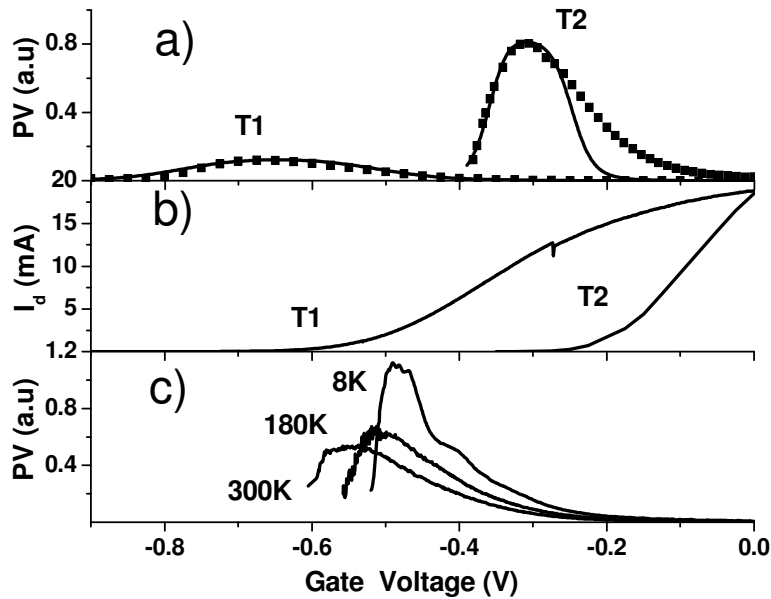 a)
T2
T1
0.8
0.4
20
PV (a.u)
b)
15
10
5
1.2
I_d (mA)
T1
T2
c)
8K
180K
300K
0.8
0.4
PV (a.u)
-0.8 -0.6 -0.4 -0.2 0.0
Gate Voltage (V)